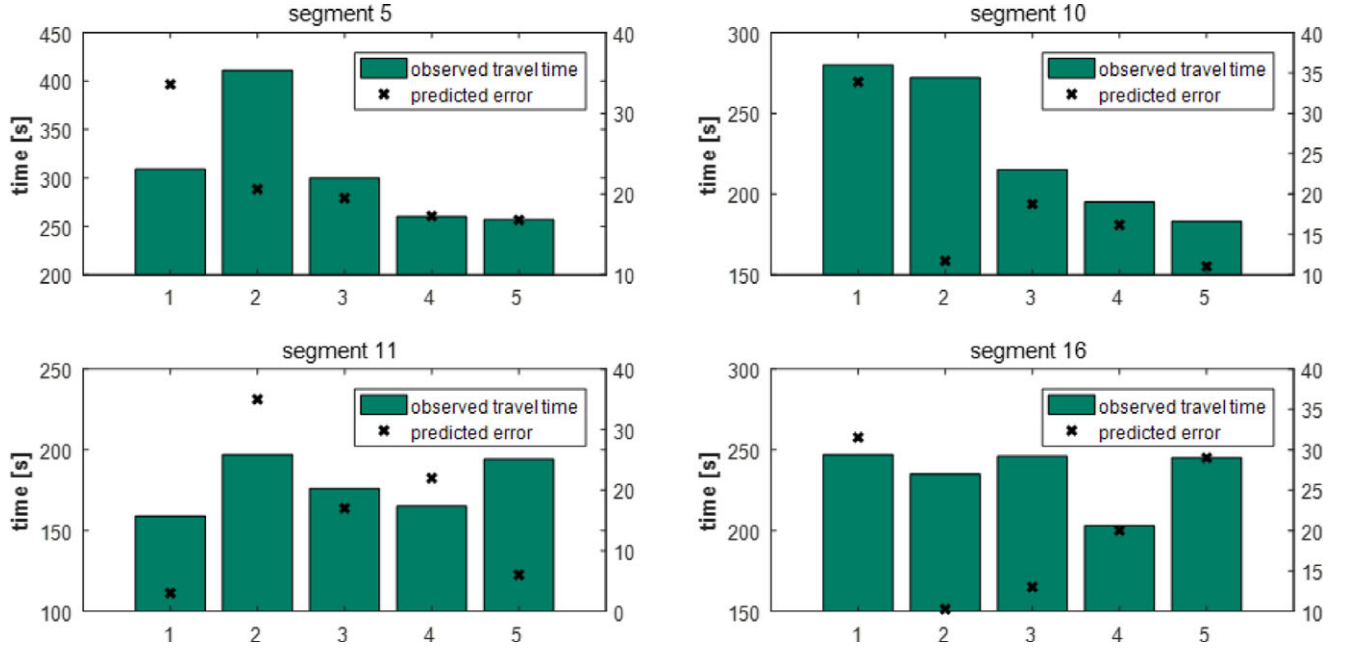 segment 5
450
400
350
300
250
200
time [s]
40
30
20
10
observed travel time
predicted error
1 2 3 4 5
segment 10
300
250
200
150
time [s]
40
35
30
25
20
15
10
observed travel time
predicted error
1 2 3 4 5
segment 11
250
200
150
100
time [s]
40
30
20
10
0
observed travel time
predicted error
1 2 3 4 5
segment 16
300
250
200
150
time [s]
40
35
30
25
20
15
10
observed travel time
predicted error
1 2 3 4 5